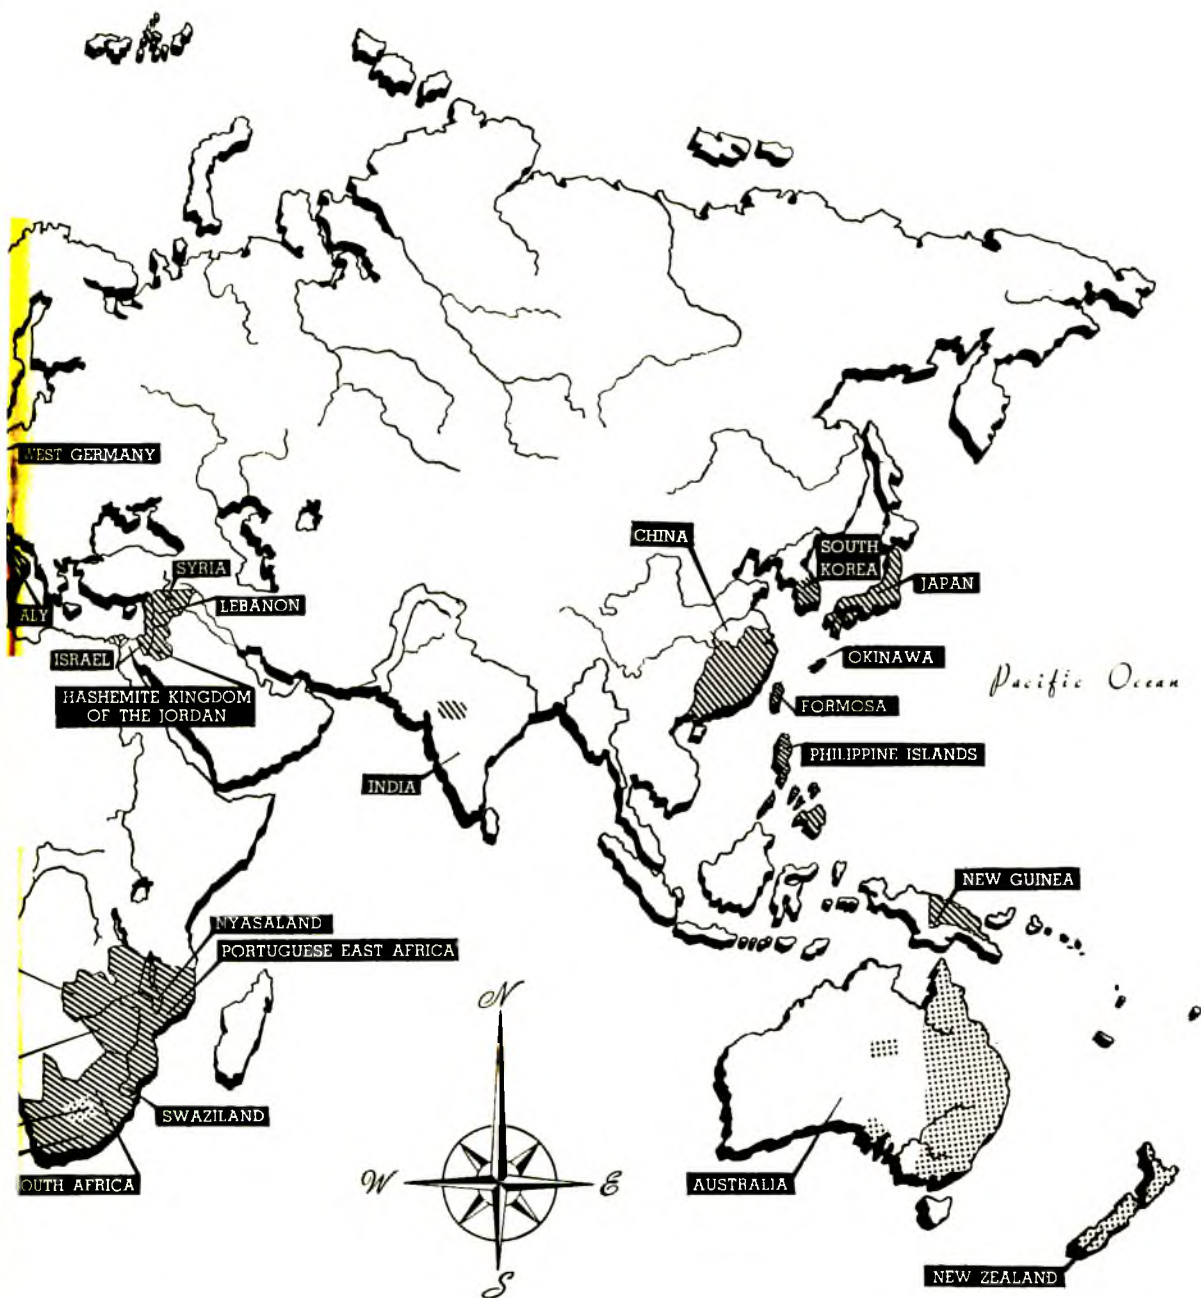 WEST GERMANY
CHINA
SOUTH
KOREA
JAPAN
SYRIA
LEBANON
ALY
ISRAEL
HASHEMITE KINGDOM
OF THE JORDAN
OKINAWA
Pacific Ocean
FORMOSA
PHILIPPINE ISLANDS
INDIA
NEW GUINEA
NYASALAND
PORTUGUESE EAST AFRICA
N
SWAZILAND
W
E
OUTH AFRICA
AUSTRALIA
S
NEW ZEALAND